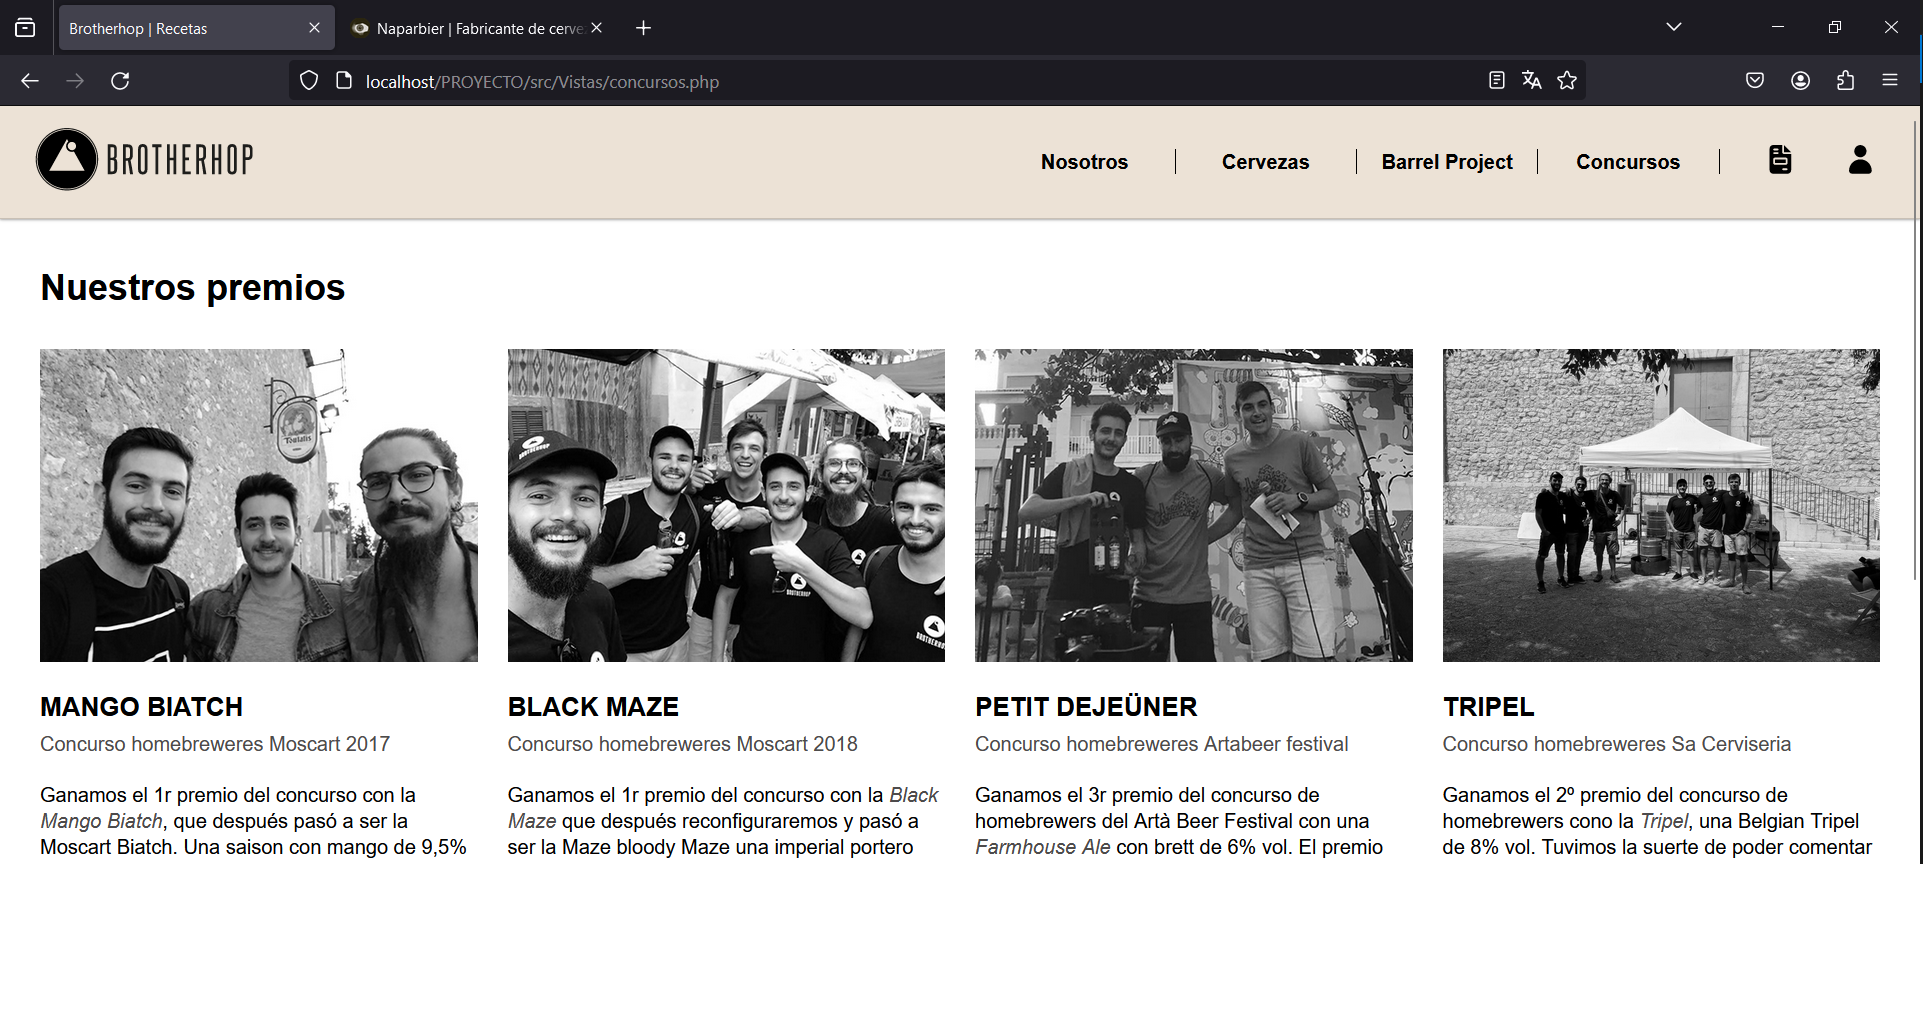 Brotherhop | Recetas
Naparbier | Fabricante de cerve
localhost/PROYECTO/src/Vistas/concursos.php
BROTHERHOP
Nosotros
Cervezas
Barrel Project
Concursos
Nuestros premios
Toutatis
BROTHERHOP
BROTHERHOP
MANGO BIATCH
Concurso homebreweres Moscart 2017
Ganamos el 1r premio del concurso con la
Mango Biatch, que después pasó a ser la
Moscart Biatch. Una saison con mango de 9,5%
BLACK MAZE
Concurso homebreweres Moscart 2018
Ganamos el 1r premio del concurso con la Black
Maze que después reconfiguraremos y pasó a
ser la Maze bloody Maze una imperial portero
PETIT DEJEÜNER
Concurso homebreweres Artabeer festival
Ganamos el 3r premio del concurso de
homebrewers del Artà Beer Festival con una
Farmhouse Ale con brett de 6% vol. El premio
TRIPEL
Concurso homebreweres Sa Cerviseria
Ganamos el 2º premio del concurso de
homebrewers cono la Tripel, una Belgian Tripel
de 8% vol. Tuvimos la suerte de poder comentar